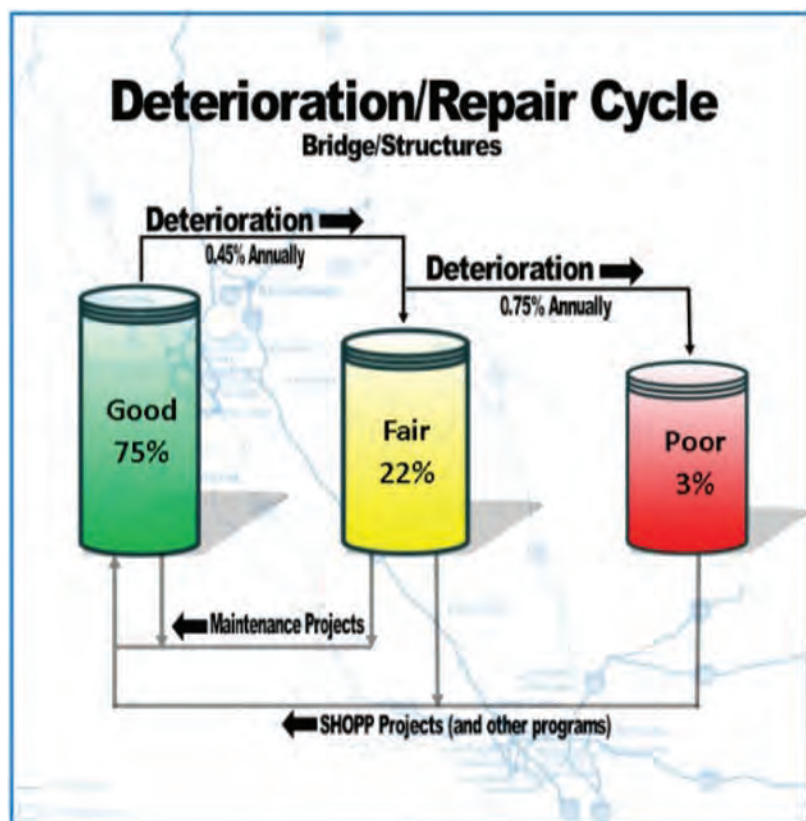 Deterioration/Repair Cycle
Bridge/Structures
Deterioration
0.45% Annually
Deterioration
0.75% Annually
Good
75%
Fair
22%
Poor
3%
Maintenance Projects
SHOPP Projects (and other programs)